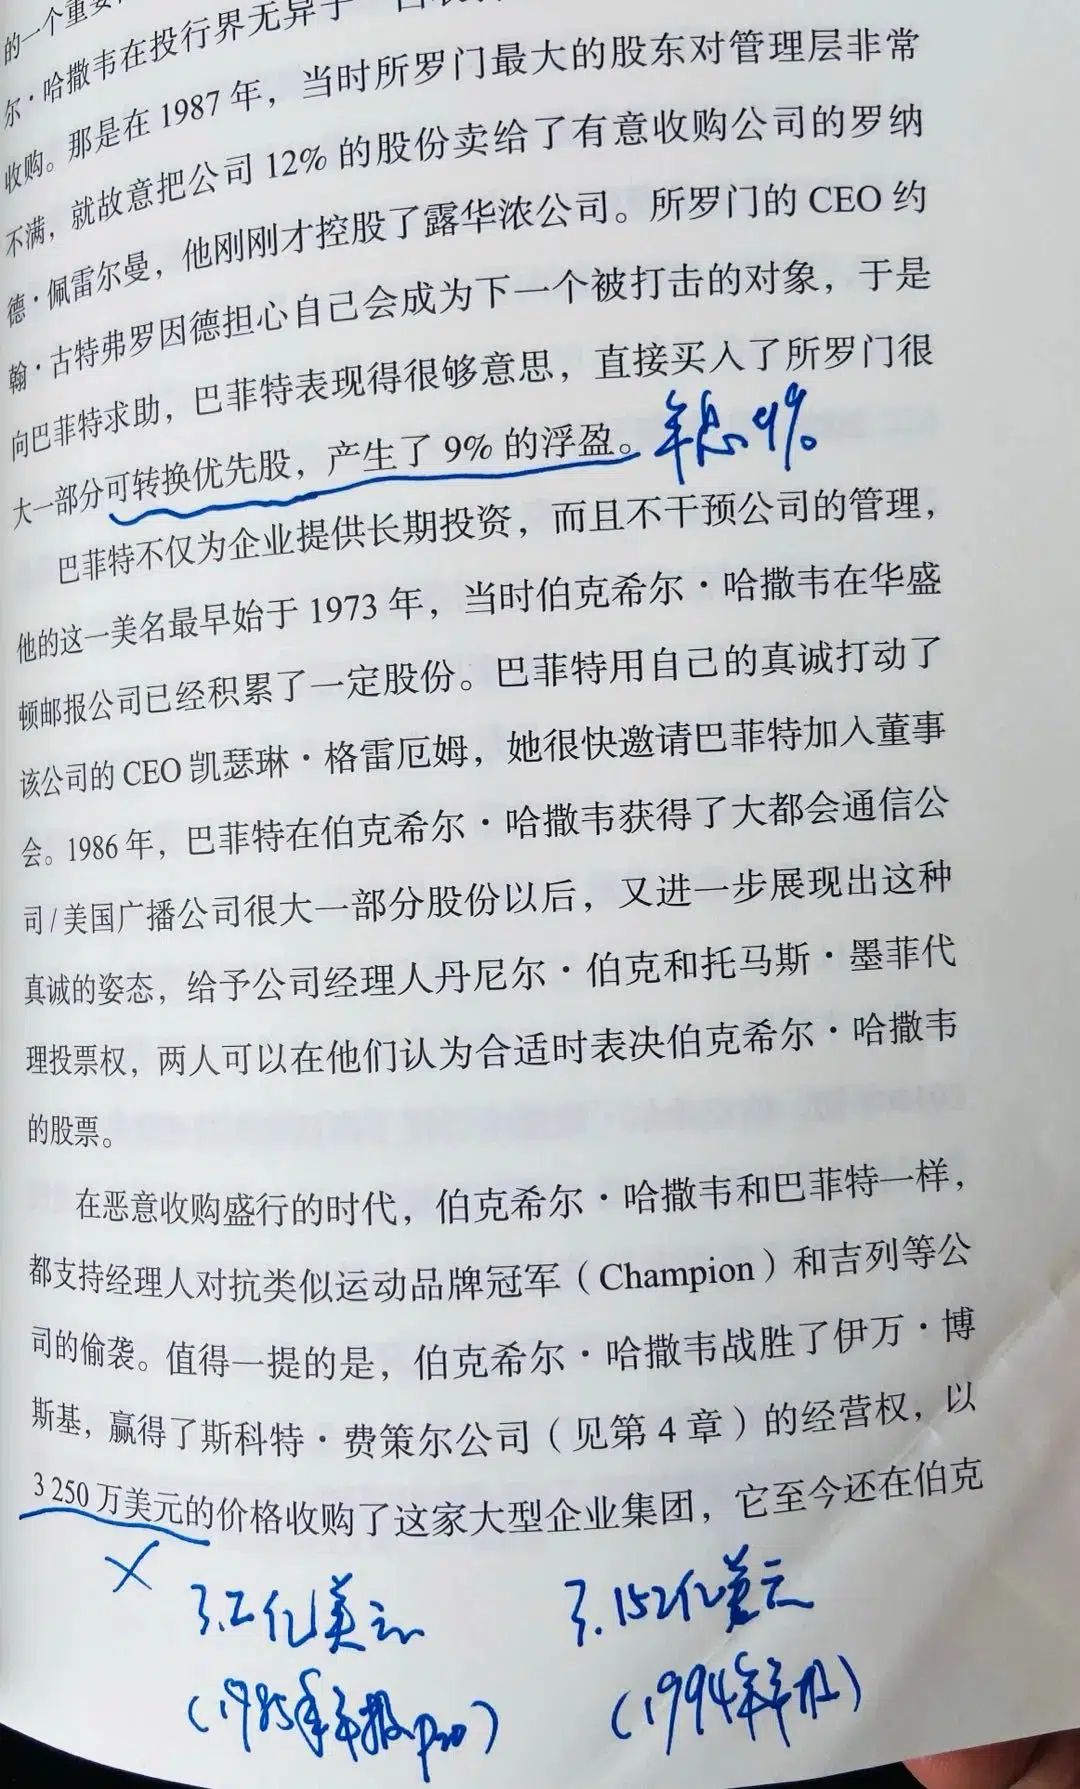 的一个重要
尔·哈撒韦在投行界无异于一
收购。那是在1987年，当时所罗门最大的股东对管理层非常
不满，就故意把公司12%的股份卖给了有意收购公司的罗纳
德·佩雷尔曼，他刚刚才控股了露华浓公司。所罗门的CEO约
翰·古特弗罗因德担心自己会成为下一个被打击的对象，于是
向巴菲特求助，巴菲特表现得很够意思，直接买入了所罗门很
大一部分可转换优先股，产生了9%的浮盈。 年息9%
巴菲特不仅为企业提供长期投资，而且不干预公司的管理，
他的这一美名最早始于1973年，当时伯克希尔·哈撒韦在华盛
顿邮报公司已经积累了一定股份。巴菲特用自己的真诚打动了
该公司的CEO凯瑟琳·格雷厄姆，她很快邀请巴菲特加入董事
会。1986年，巴菲特在伯克希尔·哈撒韦获得了大都会通信公
司/美国广播公司很大一部分股份以后，又进一步展现出这种
真诚的姿态，给予公司经理人丹尼尔·伯克和托马斯·墨菲代
理投票权，两人可以在他们认为合适时表决伯克希尔·哈撒韦
的股票。
在恶意收购盛行的时代，伯克希尔·哈撒韦和巴菲特一样，
都支持经理人对抗类似运动品牌冠军（Champion）和吉列等公
司的偷袭。值得一提的是，伯克希尔·哈撒韦战胜了伊万·博
斯基，赢得了斯科特·费策尔公司（见第4章）的经营权，以
3 250万美元的价格收购了这家大型企业集团，它至今还在伯克
3.2亿美元 3.152亿美元
(1985年年报p20) (1994年年报)